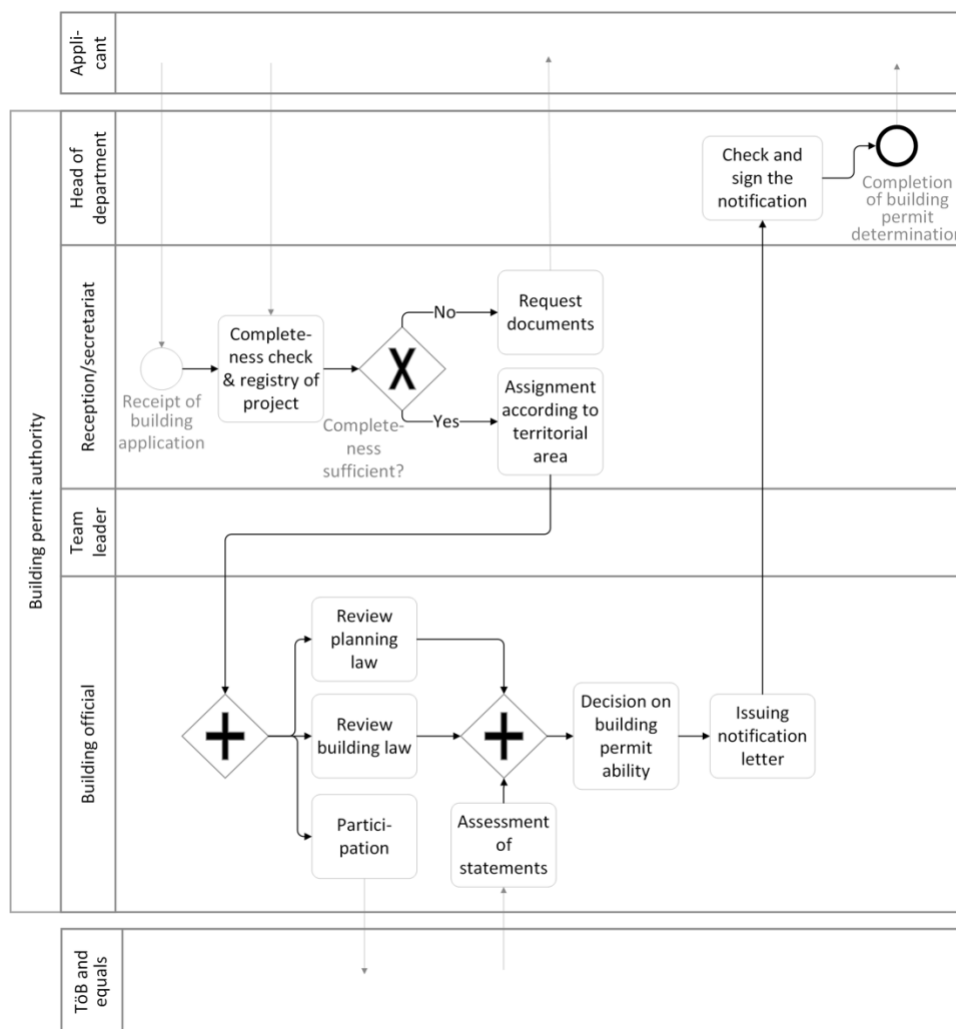 Appli-
cant
Building permit authority
Head of
department
Check and
sign the
notification
Completion
of building
permit
determination
Reception/secretariat
Receipt of
building
application
Complete-
ness check
& registry of
project
X
Complete-
ness
sufficient?
No
Request
documents
Yes
Assignment
according to
territorial
area
Team
leader
Building official
Review
planning
law
Review
building law
Partici-
pation
Assessment
of
statements
Decision on
building
permit
ability
Issuing
notification
letter
TöB and
equals